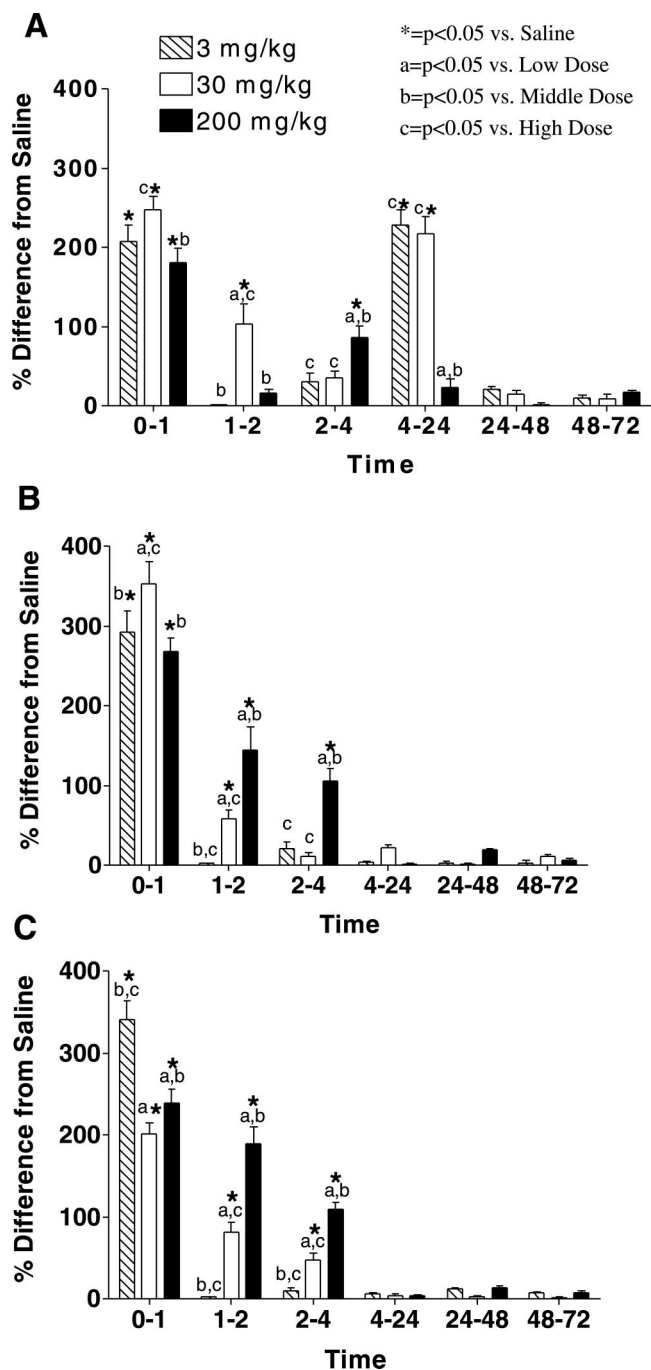 A
3 mg/kg
30 mg/kg
200 mg/kg
*=p<0.05 vs. Saline
a=p<0.05 vs. Low Dose
b=p<0.05 vs. Middle Dose
c=p<0.05 vs. High Dose
% Difference from Saline
400
300
200
100
0
* c* *b
b * a,c b
c c * a,b
c* c* a,b
0-1 1-2 2-4 4-24 24-48 48-72
Time
B
% Difference from Saline
400
300
200
100
0
b* * a,c *b
b,c * a,c * a,b
c c * a,b
0-1 1-2 2-4 4-24 24-48 48-72
Time
C
% Difference from Saline
400
300
200
100
0
* b,c a* * a,b
b,c * a,c * a,b
b,c * a,c * a,b
0-1 1-2 2-4 4-24 24-48 48-72
Time